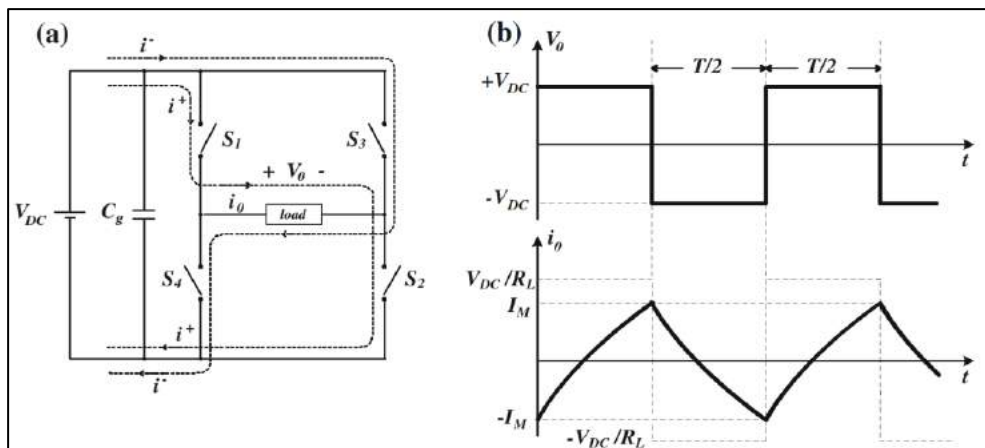 (a)
i-
i+
S1
S3
+ V0 -
i0
load
VDC
Cg
S4
S2
i+
i-
(b)
V0
T/2
T/2
+VDC
t
-VDC
i0
VDC/RL
IM
t
-IM
-VDC/RL